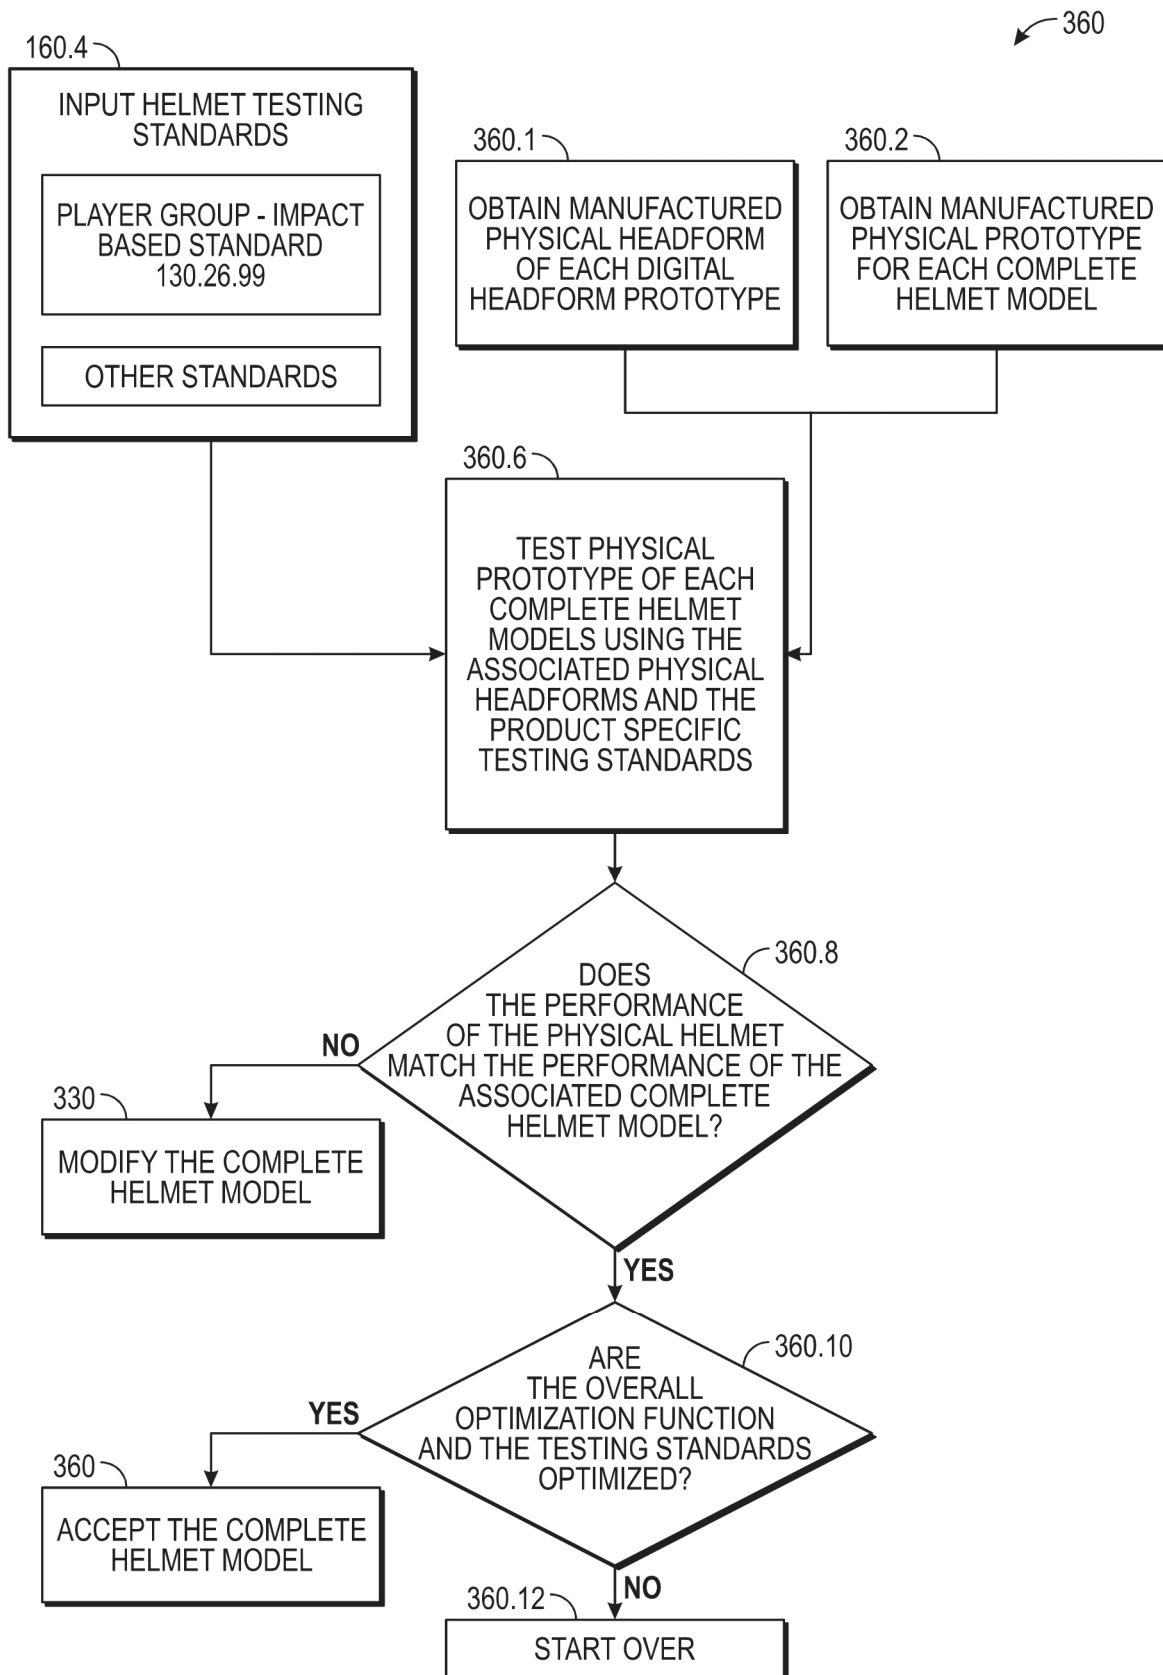 360
160.4
INPUT HELMET TESTING
STANDARDS
PLAYER GROUP - IMPACT
BASED STANDARD
130.26.99
OTHER STANDARDS
360.1
OBTAIN MANUFACTURED
PHYSICAL HEADFORM
OF EACH DIGITAL
HEADFORM PROTOTYPE
360.2
OBTAIN MANUFACTURED
PHYSICAL PROTOTYPE
FOR EACH COMPLETE
HELMET MODEL
360.6
TEST PHYSICAL
PROTOTYPE OF EACH
COMPLETE HELMET
MODELS USING THE
ASSOCIATED PHYSICAL
HEADFORMS AND THE
PRODUCT SPECIFIC
TESTING STANDARDS
360.8
DOES
THE PERFORMANCE
OF THE PHYSICAL HELMET
MATCH THE PERFORMANCE OF THE
ASSOCIATED COMPLETE
HELMET MODEL?
NO
330
MODIFY THE COMPLETE
HELMET MODEL
YES
360.10
ARE
THE OVERALL
OPTIMIZATION FUNCTION
AND THE TESTING STANDARDS
OPTIMIZED?
YES
360
ACCEPT THE COMPLETE
HELMET MODEL
NO
360.12
START OVER